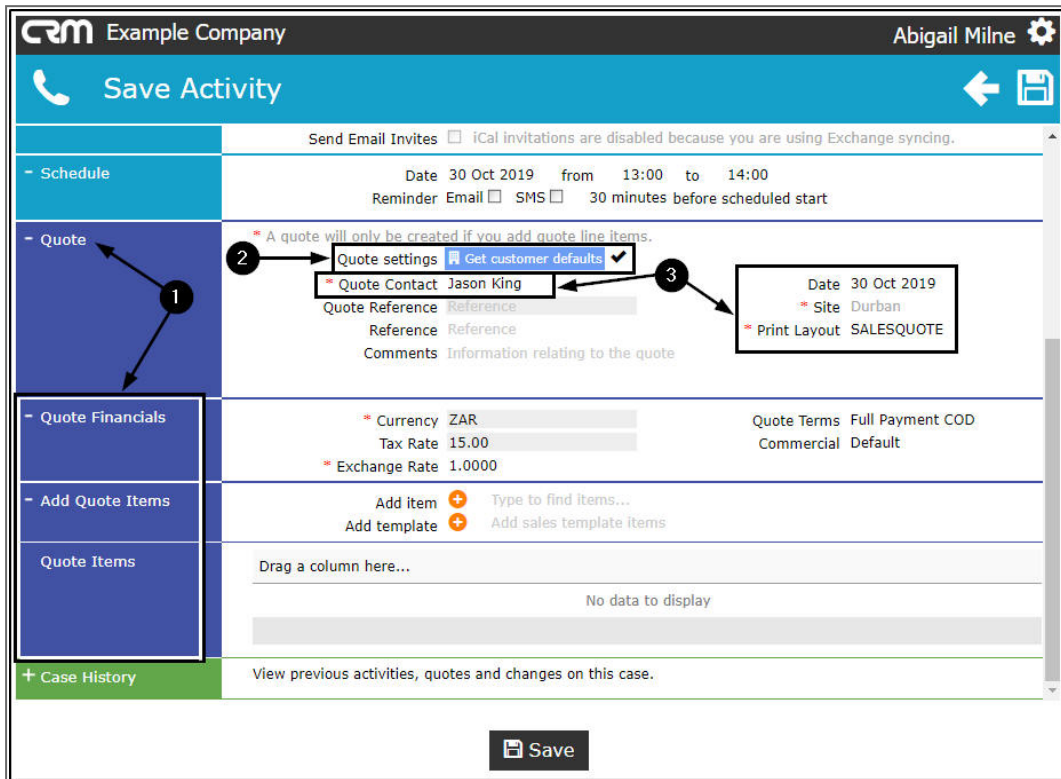 CRM Example Company Abigail Milne
Save Activity
Send Email Invites iCal invitations are disabled because you are using Exchange syncing.
- Schedule Date 30 Oct 2019 from 13:00 to 14:00
Reminder Email SMS 30 minutes before scheduled start
- Quote * A quote will only be created if you add quote line items.
2 Quote settings Get customer defaults
* Quote Contact Jason King 3 Date 30 Oct 2019
1 Quote Reference Reference * Site Durban
Reference Reference * Print Layout SALESQUOTE
Comments Information relating to the quote
- Quote Financials * Currency ZAR Quote Terms Full Payment COD
Tax Rate 15.00 Commercial Default
* Exchange Rate 1.0000
- Add Quote Items Add item Type to find items...
Add template Add sales template items
Quote Items Drag a column here...
No data to display
+ Case History View previous activities, quotes and changes on this case.
Save